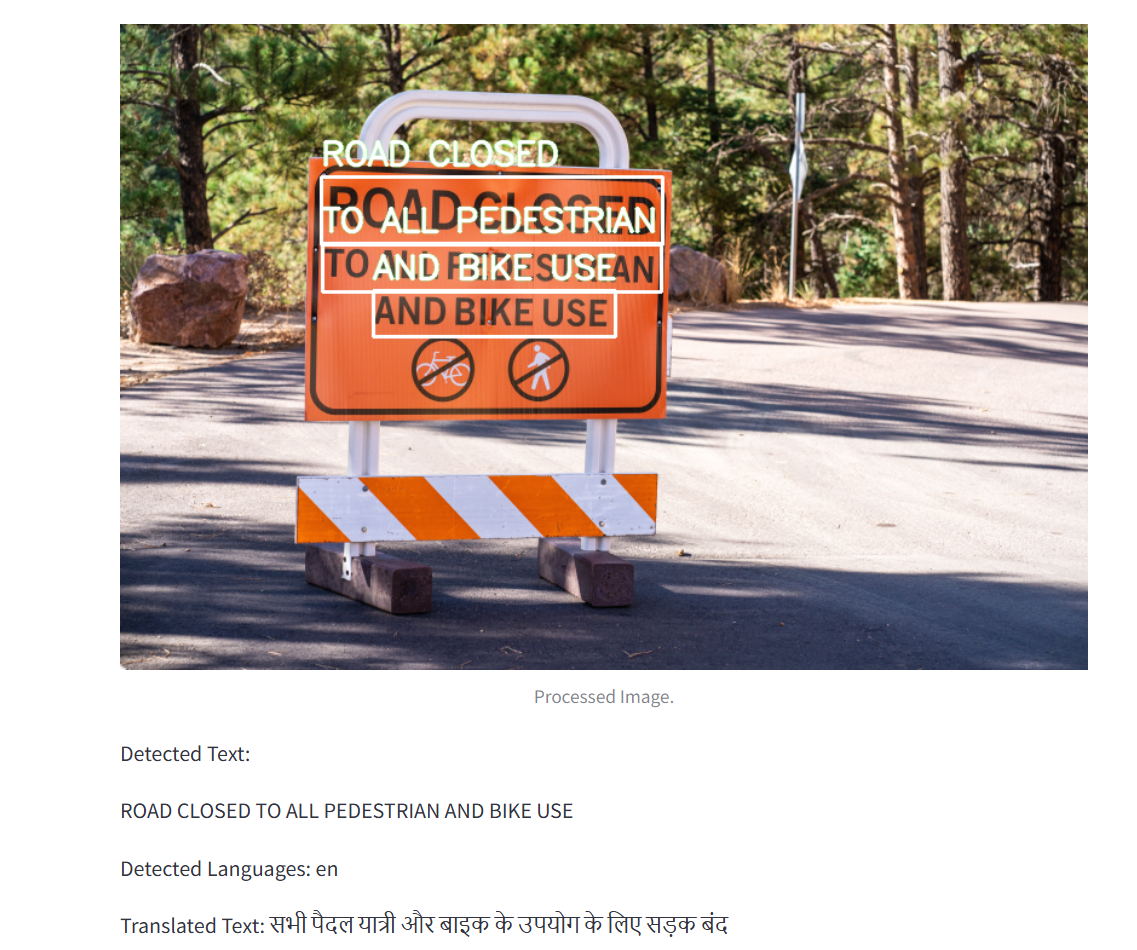 ROAD CLOSED
ROAD CLOSED
TO ALL PEDESTRIAN
TO ALL PEDESTRIAN
AND BIKE USE
AND BIKE USE
Processed Image.
Detected Text:
ROAD CLOSED TO ALL PEDESTRIAN AND BIKE USE
Detected Languages: en
Translated Text: सभी पैदल यात्री और बाइक के उपयोग के लिए सड़क बंद